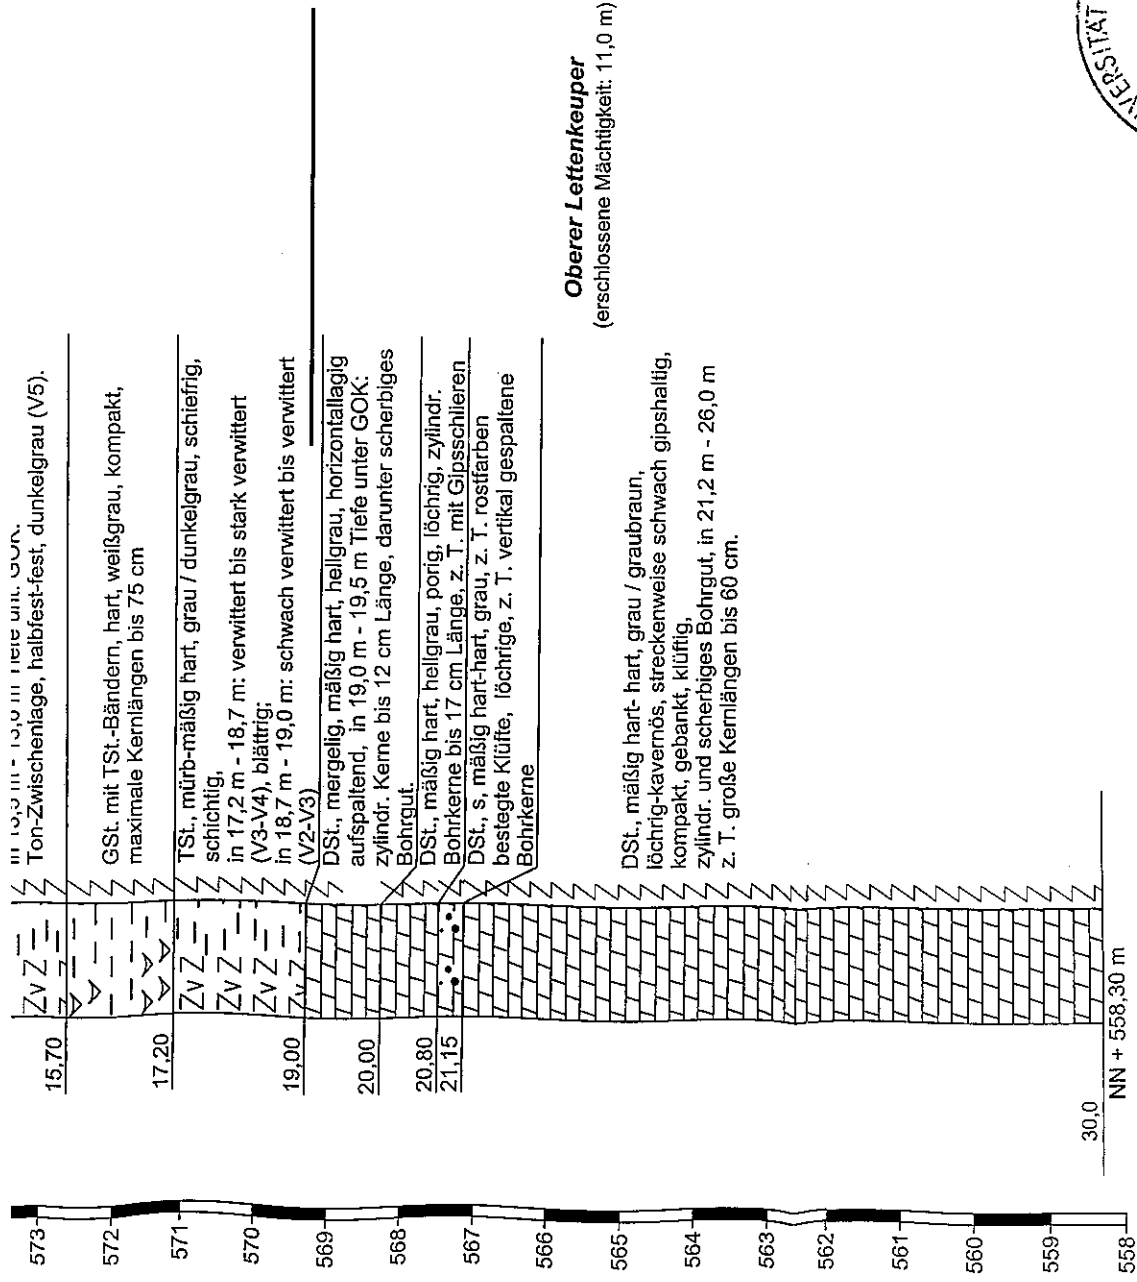 Ton-Zwischenlage, halbfest-fest, dunkelgrau (V5).
15,70
GSt. mit TSt.-Bändern, hart, weißgrau, kompakt,
maximale Kernlängen bis 75 cm
17,20
TSt., mürb-mäßig hart, grau / dunkelgrau, schiefrig,
schichtig,
in 17,2 m - 18,7 m: verwittert bis stark verwittert
(V3-V4), blättrig;
in 18,7 m - 19,0 m: schwach verwittert bis verwittert
(V2-V3)
19,00
DSt., mergelig, mäßig hart, hellgrau, horizontallagig
aufspaltend, in 19,0 m - 19,5 m Tiefe unter GOK:
zylindr. Kerne bis 12 cm Länge, darunter scherbiges
Bohrgut.
20,00
DSt., mäßig hart, hellgrau, porig, löchrig, zylindr.
Bohrkerne bis 17 cm Länge, z. T. mit Gipsschlieren
20,80
DSt., s, mäßig hart-hart, grau, z. T. rostfarben
bestegte Klüfte, löchrige, z. T. vertikal gespaltene
Bohrkerne
21,15
DSt., mäßig hart- hart, grau / graubraun,
löchrig-kavernös, streckenweise schwach gipshaltig,
kompakt, gebankt, klüftig,
zylindr. und scherbiges Bohrgut, in 21,2 m - 26,0 m
z. T. große Kernlängen bis 60 cm.
30,0
NN + 558,30 m
Oberer Lettenkeuper
(erschlossene Mächtigkeit: 11,0 m)
573
572
571
570
569
568
567
566
565
564
563
562
561
560
559
558